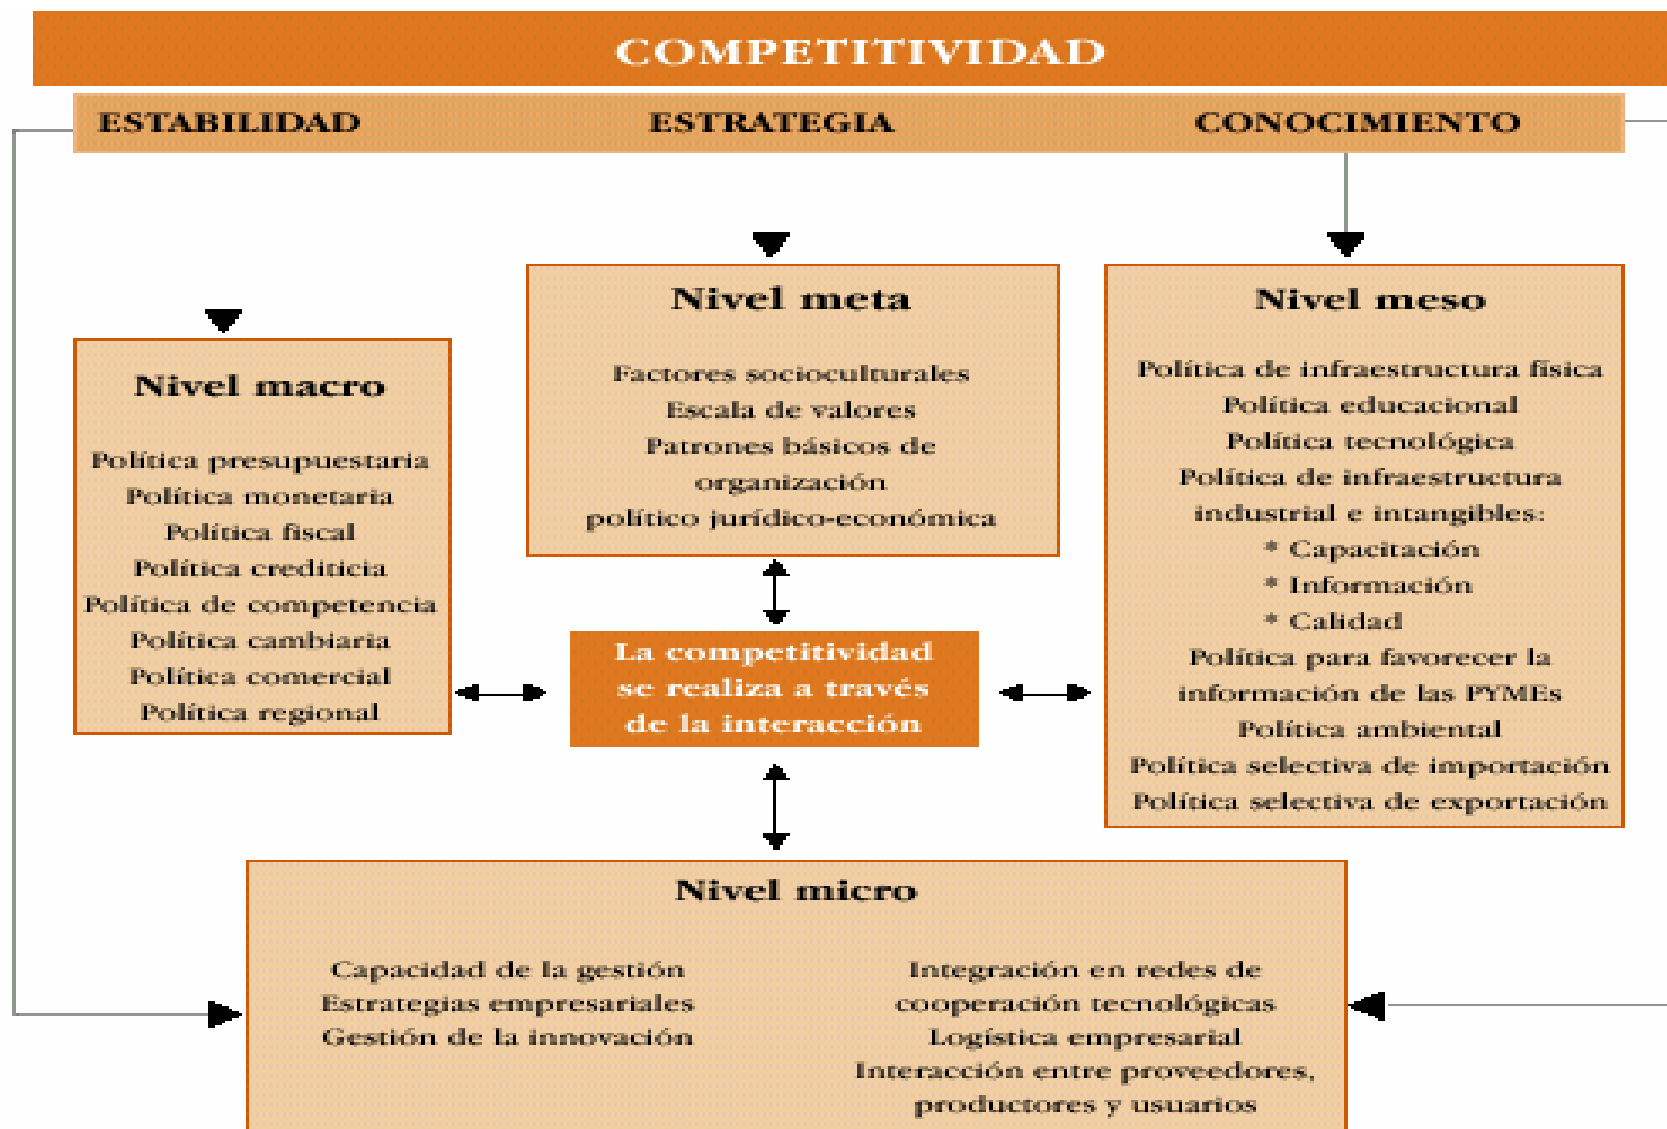 COMPETITIVIDAD
ESTABILIDAD ESTRATEGIA CONOCIMIENTO
Nivel macro
Política presupuestaria
Política monetaria
Política fiscal
Política crediticia
Política de competencia
Política cambiaria
Política comercial
Política regional
Nivel meta
Factores socioculturales
Escala de valores
Patrones básicos de
organización
político jurídico-económica
La competitividad
se realiza a través
de la interacción
Nivel meso
Política de infraestructura física
Política educacional
Política tecnológica
Política de infraestructura
industrial e intangibles:
* Capacitación
* Información
* Calidad
Política para favorecer la
información de las PYMEs
Política ambiental
Política selectiva de importación
Política selectiva de exportación
Nivel micro
Capacidad de la gestión
Estrategias empresariales
Gestión de la innovación
Integración en redes de
cooperación tecnológicas
Logística empresarial
Interacción entre proveedores,
productores y usuarios